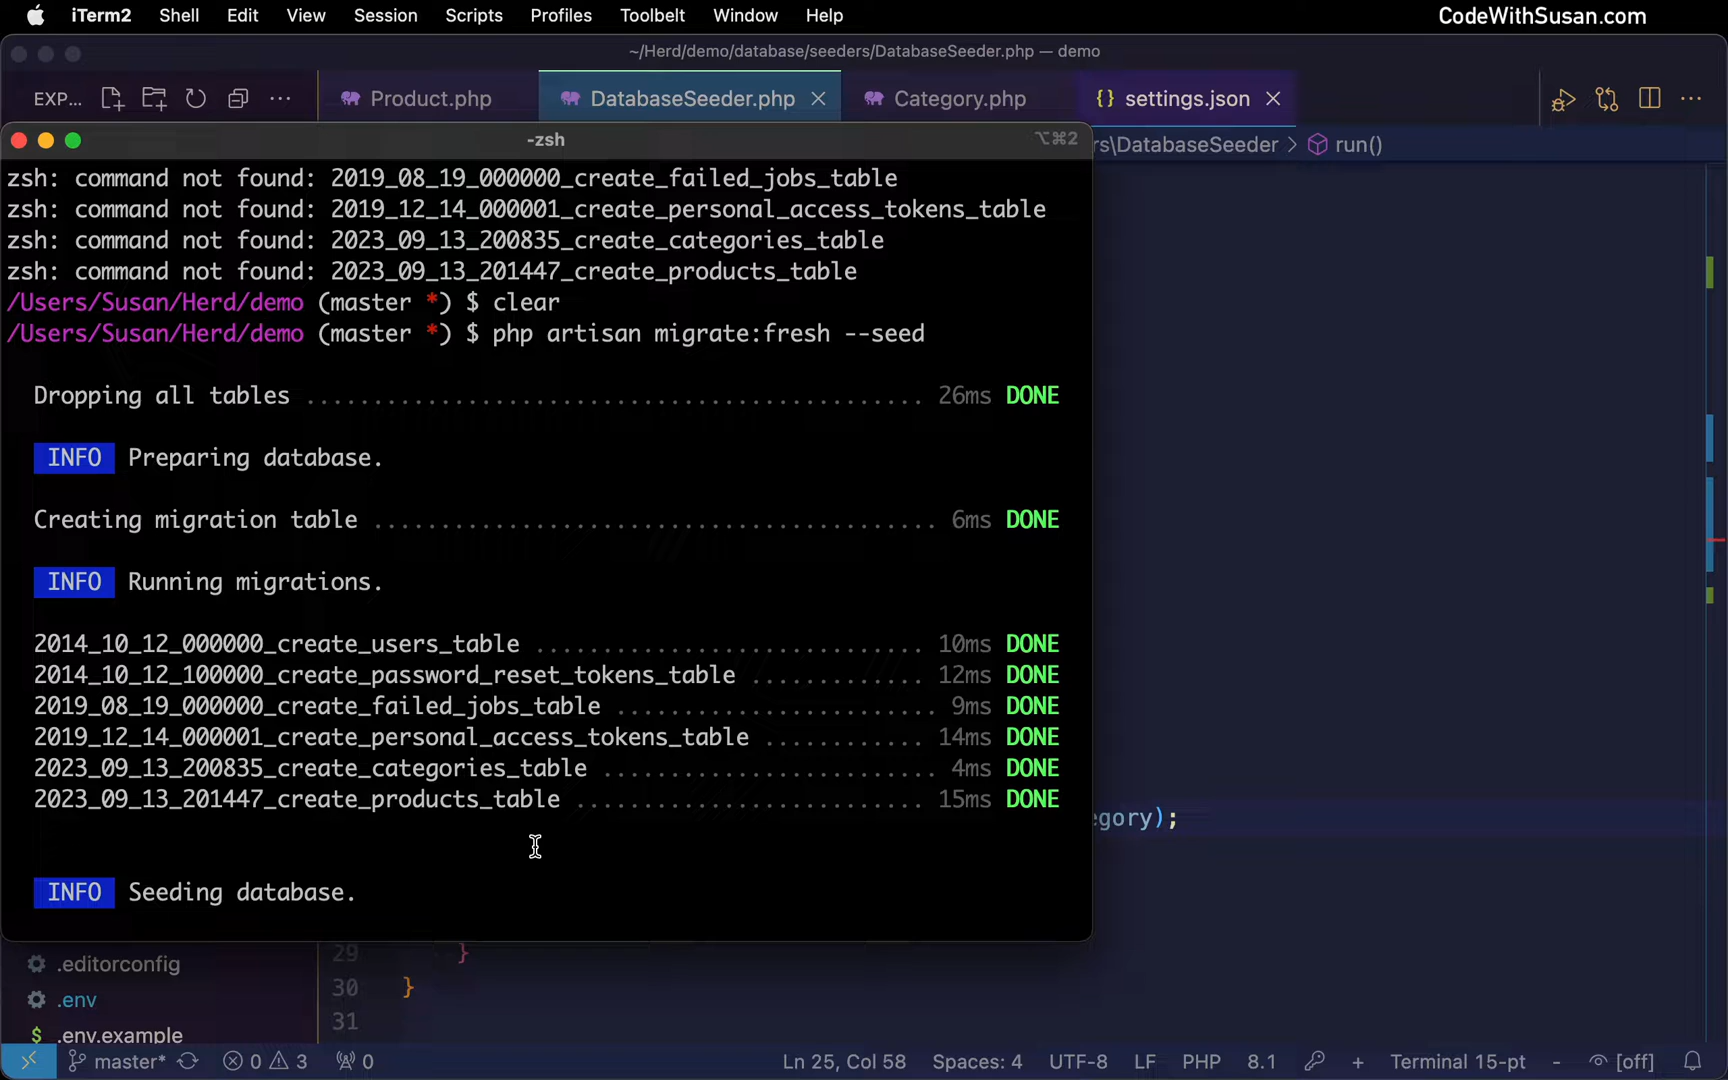 iTerm2 Shell Edit View Session Scripts Profiles Toolbelt Window Help CodeWithSusan.com
~/Herd/demo/database/seeders/DatabaseSeeder.php — demo
EXP... Product.php DatabaseSeeder.php Category.php {} settings.json
-zsh ⌥⌘2
rs\DatabaseSeeder > run()
zsh: command not found: 2019_08_19_000000_create_failed_jobs_table
zsh: command not found: 2019_12_14_000001_create_personal_access_tokens_table
zsh: command not found: 2023_09_13_200835_create_categories_table
zsh: command not found: 2023_09_13_201447_create_products_table
/Users/Susan/Herd/demo (master *) $ clear
/Users/Susan/Herd/demo (master *) $ php artisan migrate:fresh --seed
Dropping all tables .............................................. 26ms DONE
INFO Preparing database.
Creating migration table .......................................... 6ms DONE
INFO Running migrations.
2014_10_12_000000_create_users_table ............................. 10ms DONE
2014_10_12_100000_create_password_reset_tokens_table ............. 12ms DONE
2019_08_19_000000_create_failed_jobs_table ........................ 9ms DONE
2019_12_14_000001_create_personal_access_tokens_table ............ 14ms DONE
2023_09_13_200835_create_categories_table ......................... 4ms DONE
2023_09_13_201447_create_products_table .......................... 15ms DONE
egory);
INFO Seeding database.
29 }
.editorconfig
30 }
.env
31
$ .env.example
master* 0 3 0 Ln 25, Col 58 Spaces: 4 UTF-8 LF PHP 8.1 + Terminal 15-pt - [off]